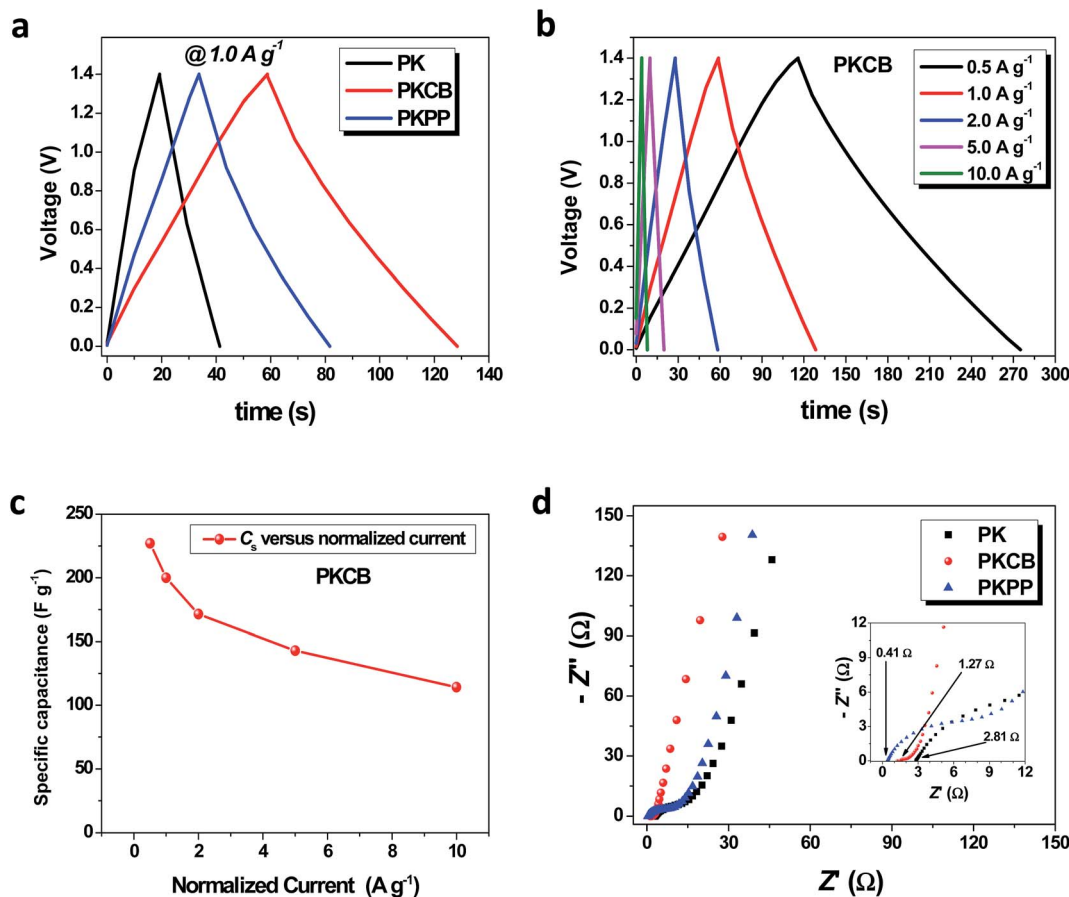 a
@ 1.0 A g⁻¹
PK
PKCB
PKPP
1.4
1.2
1.0
0.8
0.6
0.4
0.2
0.0
Voltage (V)
0 20 40 60 80 100 120 140
time (s)
b
PKCB
0.5 A g⁻¹
1.0 A g⁻¹
2.0 A g⁻¹
5.0 A g⁻¹
10.0 A g⁻¹
1.4
1.2
1.0
0.8
0.6
0.4
0.2
0.0
Voltage (V)
0 30 60 90 120 150 180 210 240 270 300
time (s)
c
Cs versus normalized current
PKCB
250
225
200
175
150
125
100
75
50
25
0
Specific capacitance (F g⁻¹)
0 2 4 6 8 10
Normalized Current (A g⁻¹)
d
PK
PKCB
PKPP
150
120
90
60
30
0
- Z" (Ω)
0 30 60 90 120 150
Z' (Ω)
12
9
6
3
0
- Z" (Ω)
0.41 Ω
1.27 Ω
2.81 Ω
0 3 6 9 12
Z' (Ω)